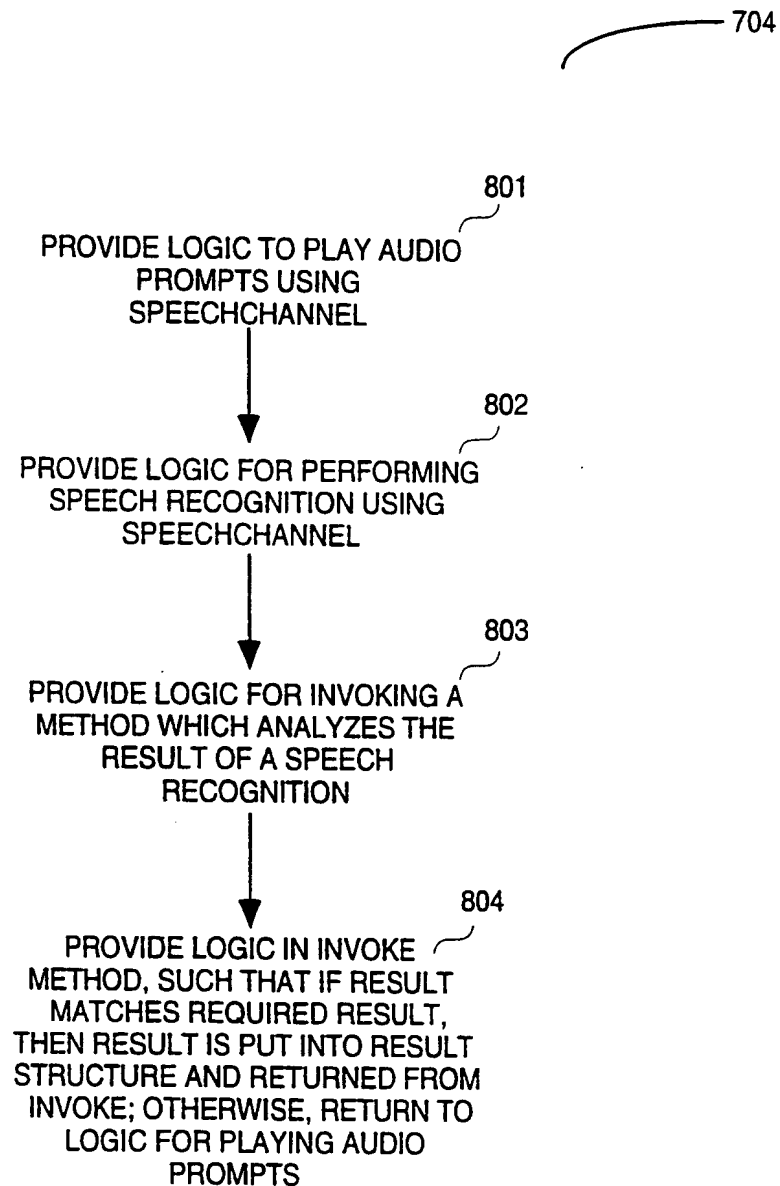 704
801
PROVIDE LOGIC TO PLAY AUDIO
PROMPTS USING
SPEECHCHANNEL
802
PROVIDE LOGIC FOR PERFORMING
SPEECH RECOGNITION USING
SPEECHCHANNEL
803
PROVIDE LOGIC FOR INVOKING A
METHOD WHICH ANALYZES THE
RESULT OF A SPEECH
RECOGNITION
804
PROVIDE LOGIC IN INVOKE
METHOD, SUCH THAT IF RESULT
MATCHES REQUIRED RESULT,
THEN RESULT IS PUT INTO RESULT
STRUCTURE AND RETURNED FROM
INVOKE; OTHERWISE, RETURN TO
LOGIC FOR PLAYING AUDIO
PROMPTS